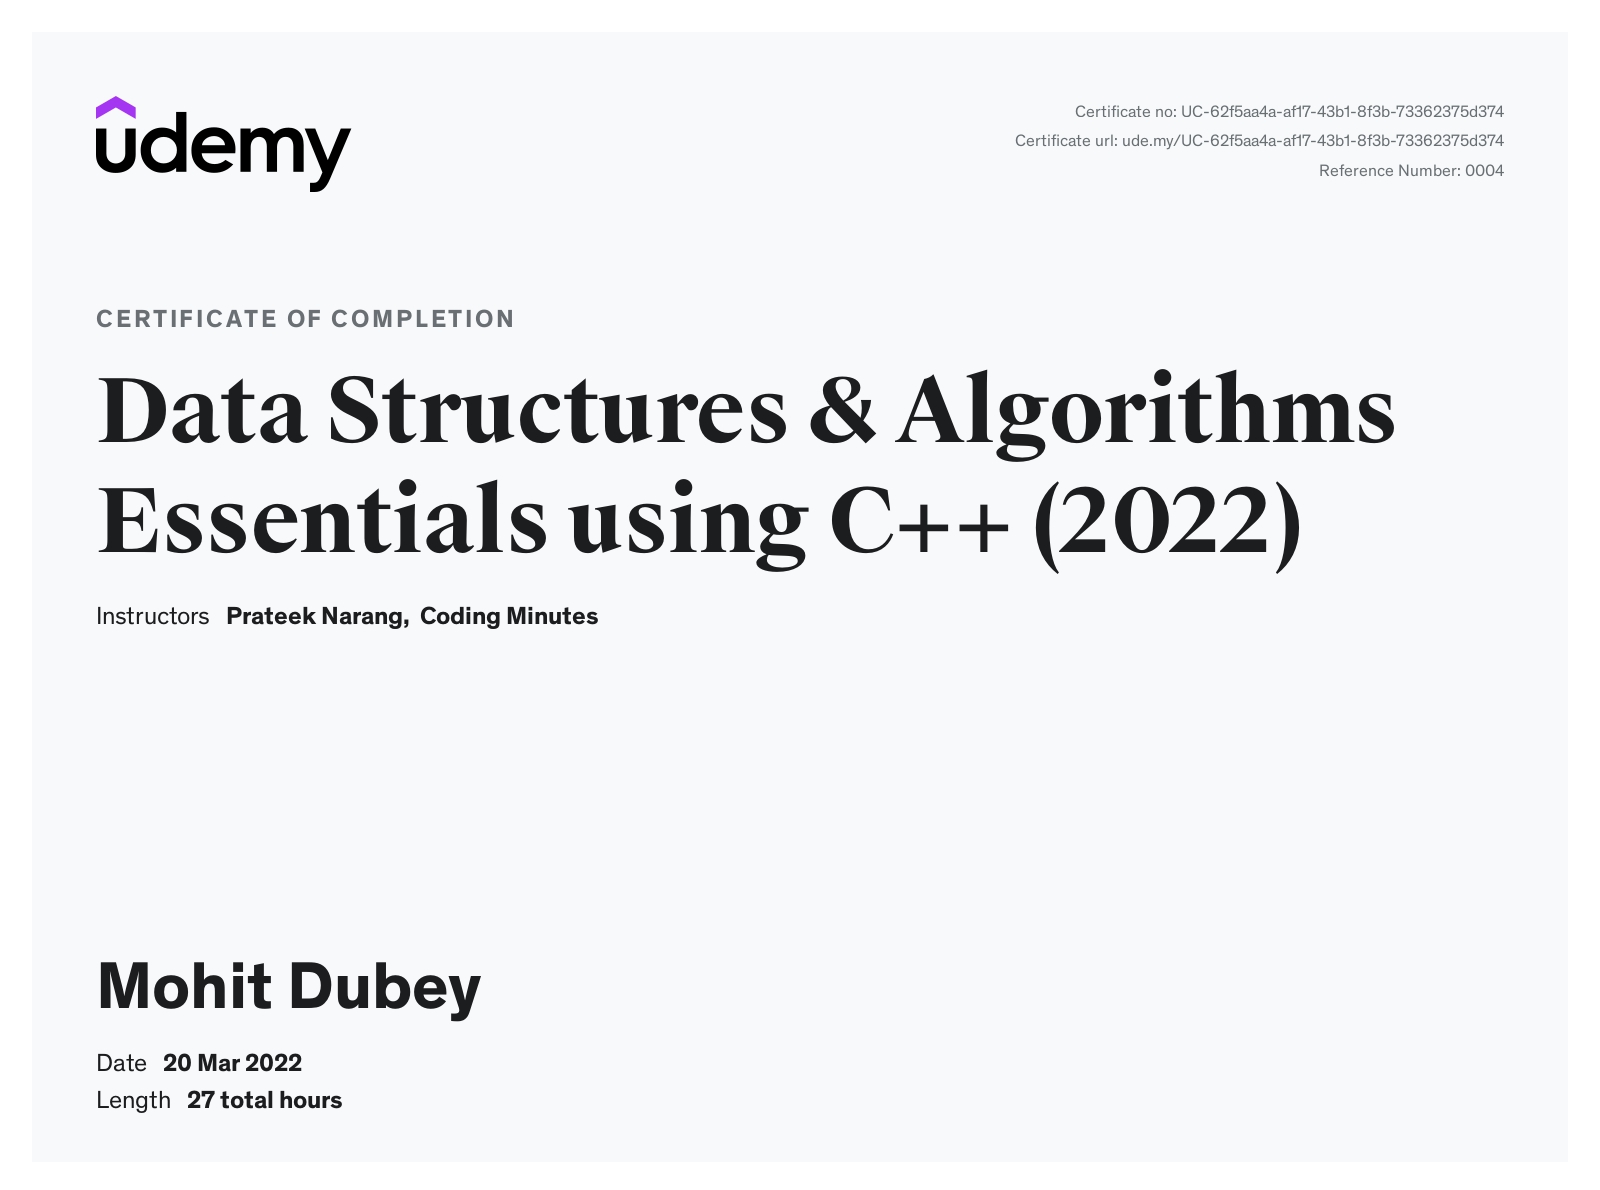 udemy
Certificate no: UC-62f5aa4a-af17-43b1-8f3b-73362375d374
Certificate url: ude.my/UC-62f5aa4a-af17-43b1-8f3b-73362375d374
Reference Number: 0004
CERTIFICATE OF COMPLETION
Data Structures & Algorithms
Essentials using C++ (2022)
Instructors Prateek Narang, Coding Minutes
Mohit Dubey
Date 20 Mar 2022
Length 27 total hours